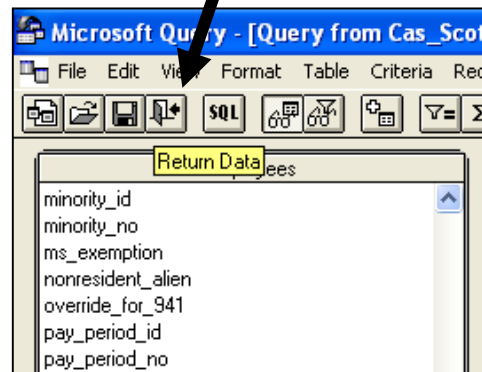 Microsoft Query - [Query from Cas_Scot
File Edit View Format Table Criteria Rec
SQL
Return Data
minority_id
minority_no
ms_exemption
nonresident_alien
override_for_941
pay_period_id
pay_period_no